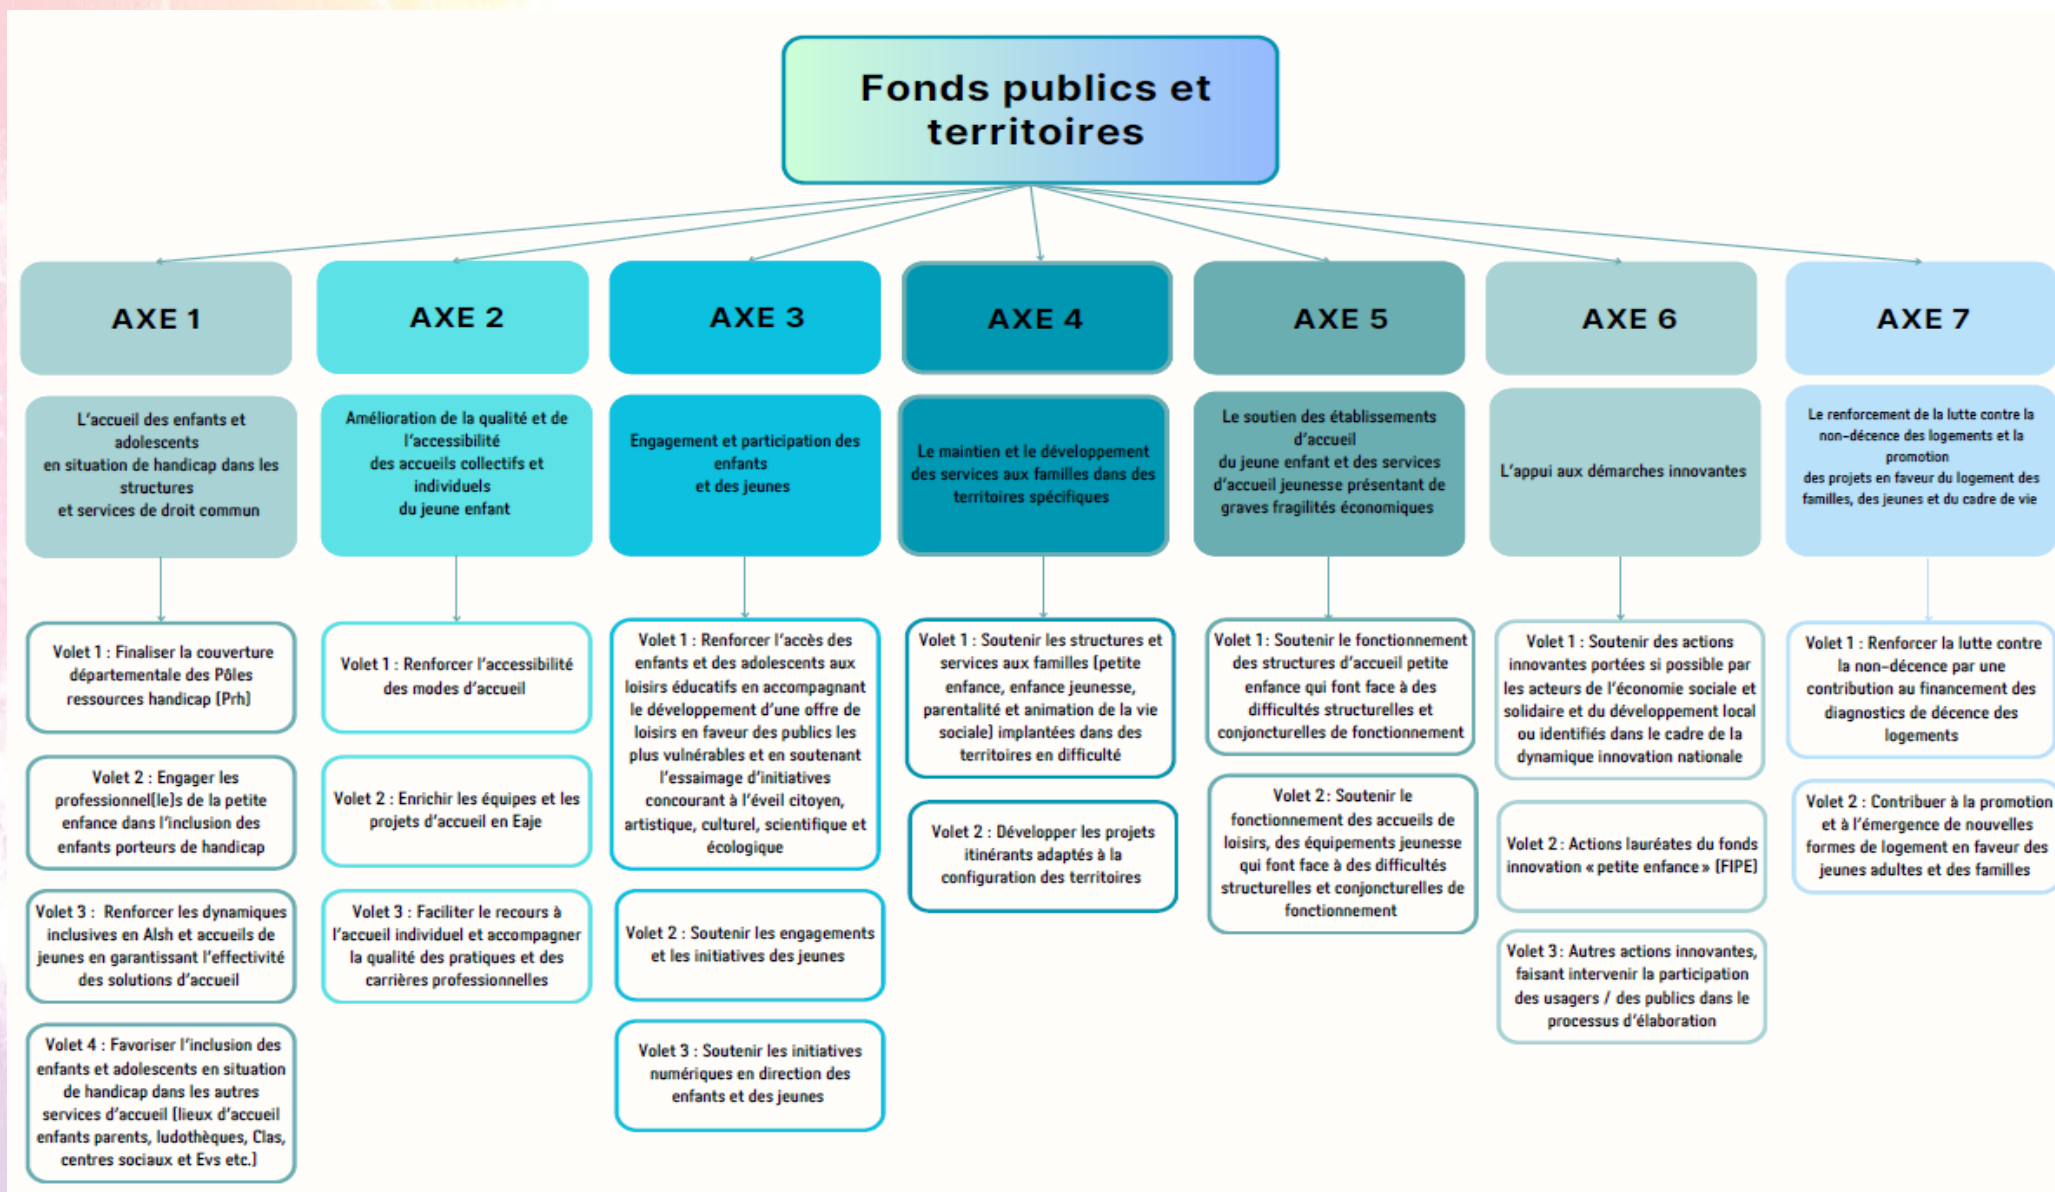 Fonds publics et
territoires
AXE 1
L'accueil des enfants et
adolescents
en situation de handicap dans les
structures
et services de droit commun
Volet 1 : Finaliser la couverture
départementale des Pôles
ressources handicap (Prh)
Volet 2 : Engager les
professionnel(le)s de la petite
enfance dans l'inclusion des
enfants porteurs de handicap
Volet 3 : Renforcer les dynamiques
inclusives en Alsh et accueils de
jeunes en garantissant l'effectivité
des solutions d'accueil
Volet 4 : Favoriser l'inclusion des
enfants et adolescents en situation
de handicap dans les autres
services d'accueil (lieux d'accueil
enfants parents, ludothèques, Clas,
centres sociaux et Evs etc.)
AXE 2
Amélioration de la qualité et de
l'accessibilité
des accueils collectifs et
individuels
du jeune enfant
Volet 1 : Renforcer l'accessibilité
des modes d'accueil
Volet 2 : Enrichir les équipes et les
projets d'accueil en Eaje
Volet 3 : Faciliter le recours à
l'accueil individuel et accompagner
la qualité des pratiques et des
carrières professionnelles
AXE 3
Engagement et participation des
enfants
et des jeunes
Volet 1 : Renforcer l'accès des
enfants et des adolescents aux
loisirs éducatifs en accompagnant
le développement d'une offre de
loisirs en faveur des publics les
plus vulnérables et en soutenant
l'essaimage d'initiatives
concourant à l'éveil citoyen,
artistique, culturel, scientifique et
écologique
Volet 2 : Soutenir les engagements
et les initiatives des jeunes
Volet 3 : Soutenir les initiatives
numériques en direction des
enfants et des jeunes
AXE 4
Le maintien et le développement
des services aux familles dans des
territoires spécifiques
Volet 1 : Soutenir les structures et
services aux familles (petite
enfance, enfance jeunesse,
parentalité et animation de la vie
sociale) implantées dans des
territoires en difficulté
Volet 2 : Développer les projets
itinérants adaptés à la
configuration des territoires
AXE 5
Le soutien des établissements
d'accueil
du jeune enfant et des services
d'accueil jeunesse présentant de
graves fragilités économiques
Volet 1: Soutenir le fonctionnement
des structures d'accueil petite
enfance qui font face à des
difficultés structurelles et
conjoncturelles de fonctionnement
Volet 2: Soutenir le
fonctionnement des accueils de
loisirs, des équipements jeunesse
qui font face à des difficultés
structurelles et conjoncturelles de
fonctionnement
AXE 6
L'appui aux démarches innovantes
Volet 1 : Soutenir des actions
innovantes portées si possible par
les acteurs de l'économie sociale et
solidaire et du développement local
ou identifiés dans le cadre de la
dynamique innovation nationale
Volet 2 : Actions lauréates du fonds
innovation « petite enfance » (FIPE)
Volet 3 : Autres actions innovantes,
faisant intervenir la participation
des usagers / des publics dans le
processus d'élaboration
AXE 7
Le renforcement de la lutte contre la
non-décence des logements et la
promotion
des projets en faveur du logement des
familles, des jeunes et du cadre de vie
Volet 1 : Renforcer la lutte contre
la non-décence par une
contribution au financement des
diagnostics de décence des
logements
Volet 2 : Contribuer à la promotion
et à l'émergence de nouvelles
formes de logement en faveur des
jeunes adultes et des familles